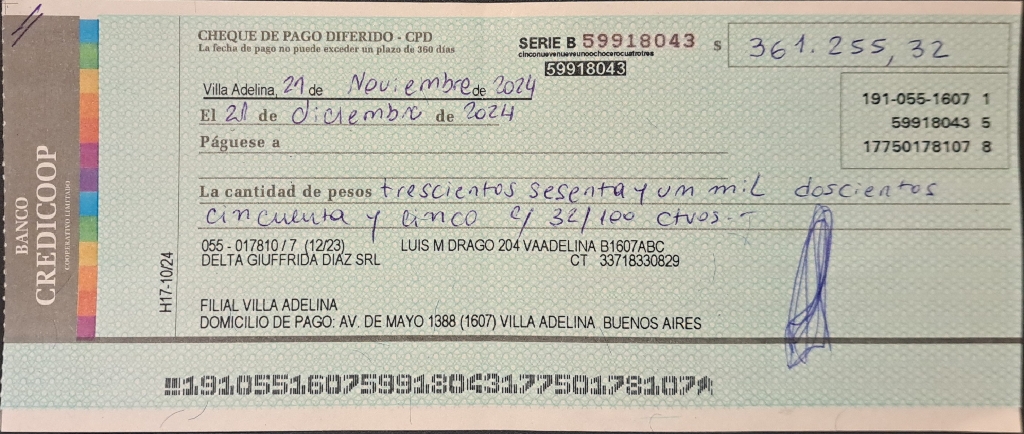 BANCO
CREDICOOP
COOPERATIVO LIMITADO
CHEQUE DE PAGO DIFERIDO - CPD
La fecha de pago no puede exceder un plazo de 360 días
SERIE B 59918043 $ 361.255,32
cinconuevenueveunoochocerocuatrotres
59918043
Villa Adelina, 21 de Noviembre de 2024
El 21 de diciembre de 2024
191-055-1607 1
59918043 5
17750178107 8
Páguese a
La cantidad de pesos trescientos sesenta y un mil doscientos
cincuenta y cinco c/ 32/100 ctvos.-
055 - 017810 / 7 (12/23) LUIS M DRAGO 204 VAADELINA B1607ABC
DELTA GIUFFRIDA DIAZ SRL CT 33718330829
H17-10/24
FILIAL VILLA ADELINA
DOMICILIO DE PAGO: AV. DE MAYO 1388 (1607) VILLA ADELINA BUENOS AIRES
19105516075991804317750178107